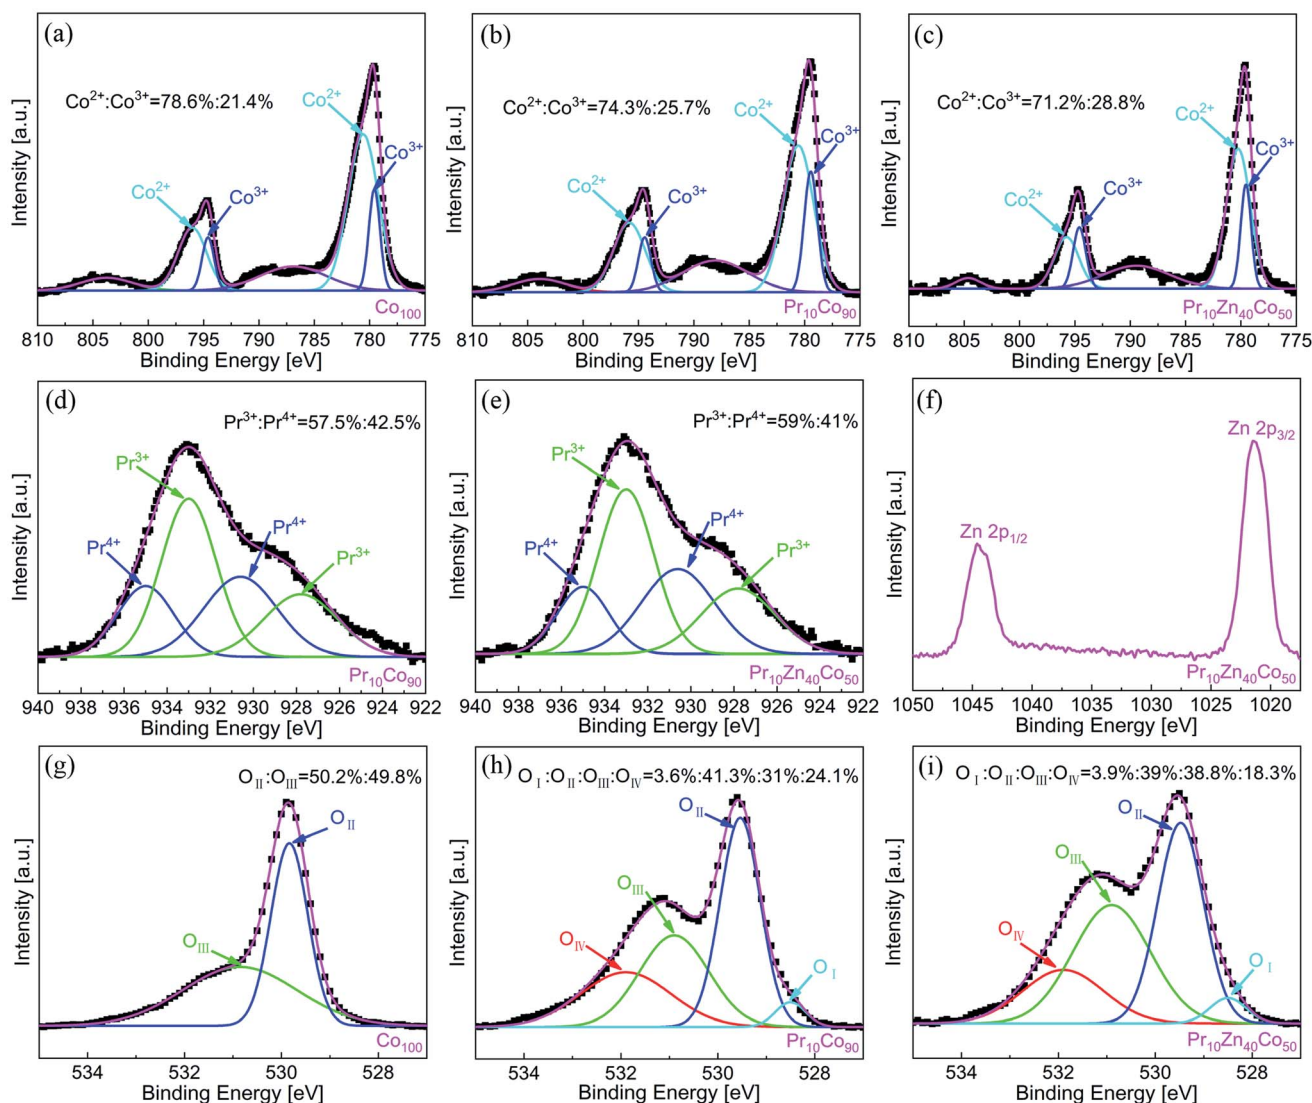 (a)
Co²⁺:Co³⁺=78.6%:21.4%
Co²⁺
Co³⁺
Co²⁺
Co³⁺
Co₁₀₀
Intensity [a.u.]
810 805 800 795 790 785 780 775
Binding Energy [eV]
(b)
Co²⁺:Co³⁺=74.3%:25.7%
Co²⁺
Co³⁺
Co²⁺
Co³⁺
Pr₁₀Co₉₀
Intensity [a.u.]
810 805 800 795 790 785 780 775
Binding Energy [eV]
(c)
Co²⁺:Co³⁺=71.2%:28.8%
Co²⁺
Co³⁺
Co²⁺
Co³⁺
Pr₁₀Zn₄₀Co₅₀
Intensity [a.u.]
810 805 800 795 790 785 780 775
Binding Energy [eV]
(d)
Pr³⁺:Pr⁴⁺=57.5%:42.5%
Pr³⁺
Pr⁴⁺
Pr⁴⁺
Pr³⁺
Pr₁₀Co₉₀
Intensity [a.u.]
940 938 936 934 932 930 928 926 924 922
Binding Energy [eV]
(e)
Pr³⁺:Pr⁴⁺=59%:41%
Pr³⁺
Pr⁴⁺
Pr⁴⁺
Pr³⁺
Pr₁₀Zn₄₀Co₅₀
Intensity [a.u.]
940 938 936 934 932 930 928 926 924 922
Binding Energy [eV]
(f)
Zn 2p₃/₂
Zn 2p₁/₂
Pr₁₀Zn₄₀Co₅₀
Intensity [a.u.]
1050 1045 1040 1035 1030 1025 1020
Binding Energy [eV]
(g)
O_II:O_III=50.2%:49.8%
O_II
O_III
Co₁₀₀
Intensity [a.u.]
534 532 530 528
Binding Energy [eV]
(h)
O_I:O_II:O_III:O_IV=3.6%:41.3%:31%:24.1%
O_II
O_III
O_IV
O_I
Pr₁₀Co₉₀
Intensity [a.u.]
534 532 530 528
Binding Energy [eV]
(i)
O_I:O_II:O_III:O_IV=3.9%:39%:38.8%:18.3%
O_II
O_III
O_IV
O_I
Pr₁₀Zn₄₀Co₅₀
Intensity [a.u.]
534 532 530 528
Binding Energy [eV]